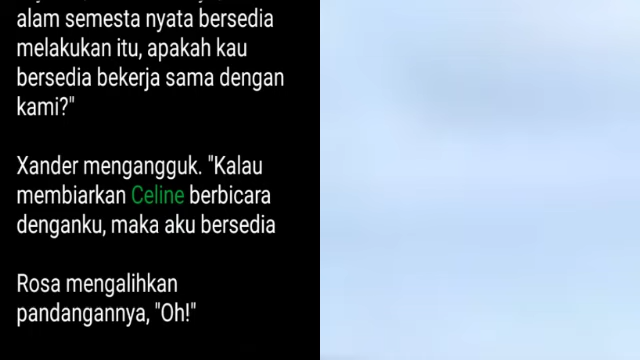 alam semesta nyata bersedia
melakukan itu, apakah kau
bersedia bekerja sama dengan
kami?"
Xander mengangguk. "Kalau
membiarkan Celine berbicara
denganku, maka aku bersedia
Rosa mengalihkan
pandangannya, "Oh!"